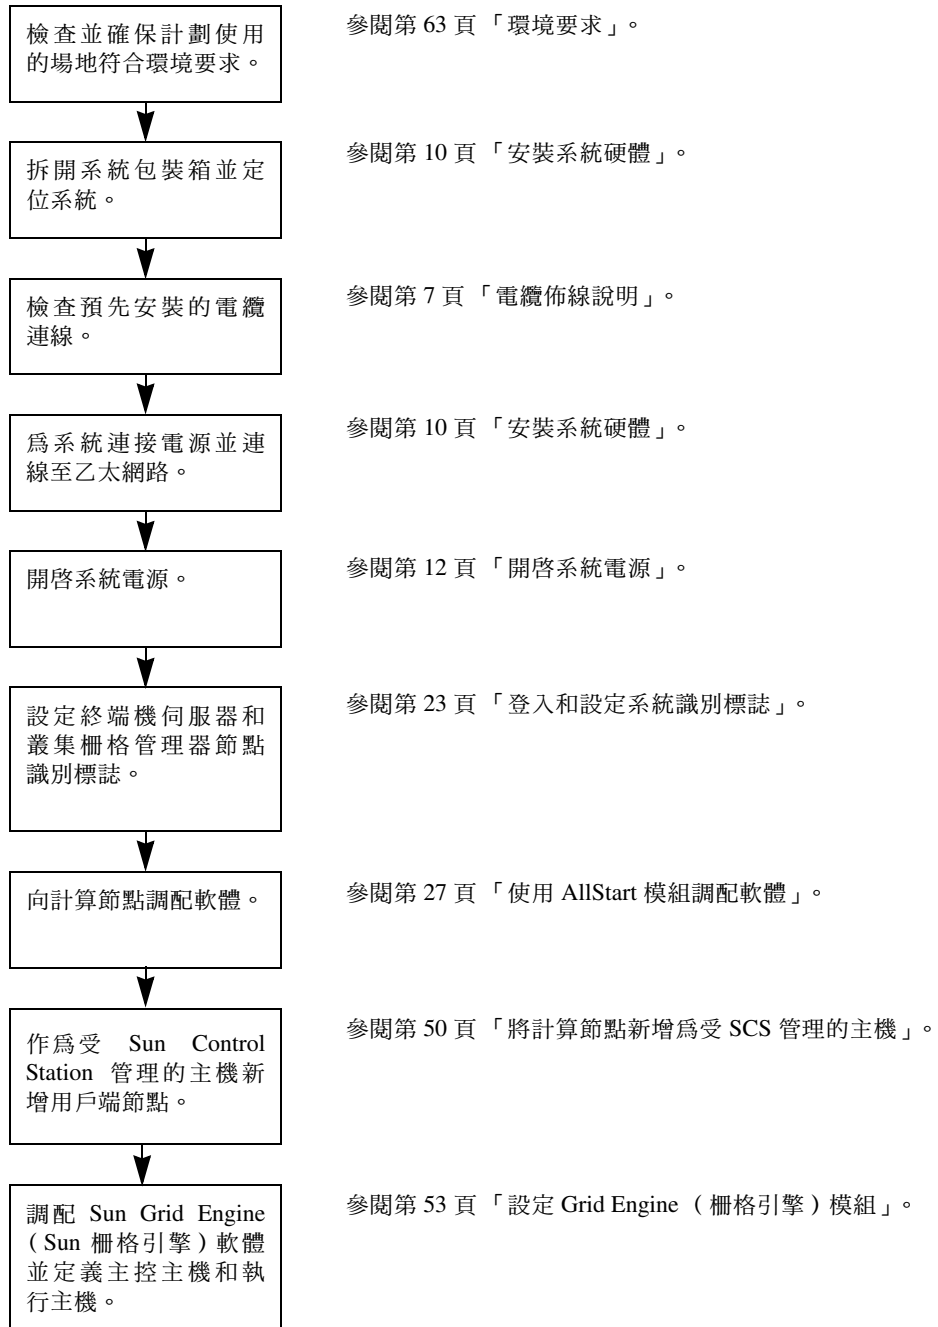 檢查並確保計劃使用
的場地符合環境要求。
參閱第 63 頁「環境要求」。
拆開系統包裝箱並定
位系統。
參閱第 10 頁「安裝系統硬體」。
檢查預先安裝的電纜
連線。
參閱第 7 頁「電纜佈線說明」。
爲系統連接電源並連
線至乙太網路。
參閱第 10 頁「安裝系統硬體」。
開啓系統電源。
參閱第 12 頁「開啓系統電源」。
設定終端機伺服器和
叢集柵格管理器節點
識別標誌。
參閱第 23 頁「登入和設定系統識別標誌」。
向計算節點調配軟體。
參閱第 27 頁「使用 AllStart 模組調配軟體」。
作爲受 Sun Control
Station 管理的主機新
增用戶端節點。
參閱第 50 頁「將計算節點新增爲受 SCS 管理的主機」。
調配 Sun Grid Engine
(Sun 柵格引擎) 軟體
並定義主控主機和執
行主機。
參閱第 53 頁「設定 Grid Engine (柵格引擎) 模組」。